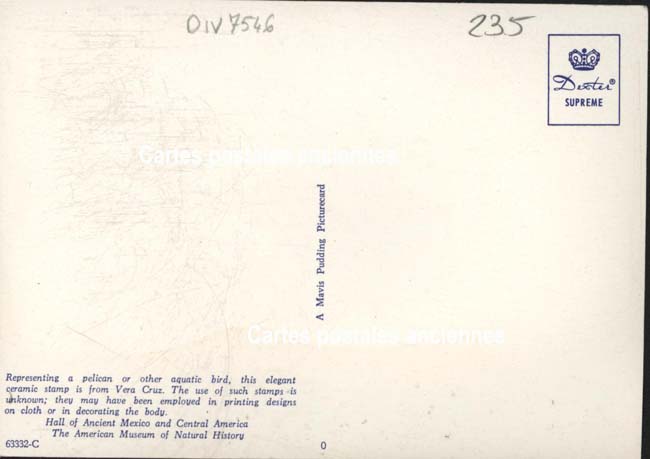 DIV 7546
235
Dexter®
SUPREME
Cartes postales anciennes
A Mavis Pudding Picturecard
Cartes postales anciennes
Representing a pelican or other aquatic bird, this elegant
ceramic stamp is from Vera Cruz. The use of such stamps is
unknown; they may have been employed in printing designs
on cloth or in decorating the body.
Hall of Ancient Mexico and Central America
The American Museum of Natural History
63332-C
0